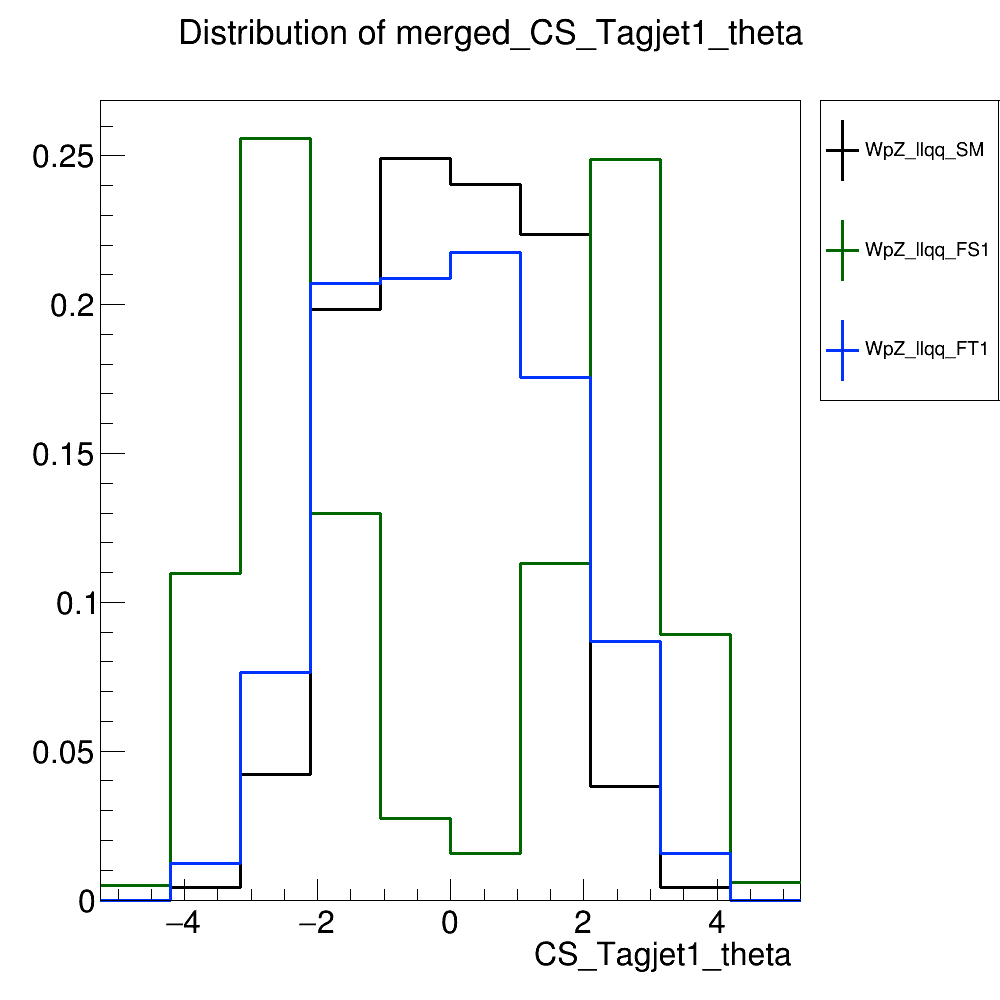 Distribution of merged_CS_Tagjet1_theta
WpZ_llqq_SM
WpZ_llqq_FS1
WpZ_llqq_FT1
0.25
0.2
0.15
0.1
0.05
0
−4 −2 0 2 4
CS_Tagjet1_theta